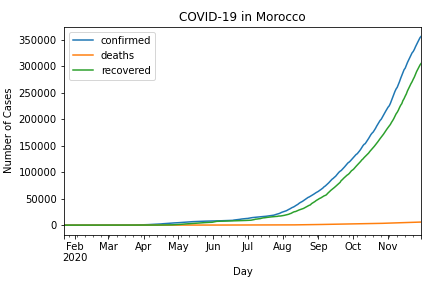 COVID-19 in Morocco
confirmed
deaths
recovered
Number of Cases
350000
300000
250000
200000
150000
100000
50000
0
Feb Mar Apr May Jun Jul Aug Sep Oct Nov
2020
Day